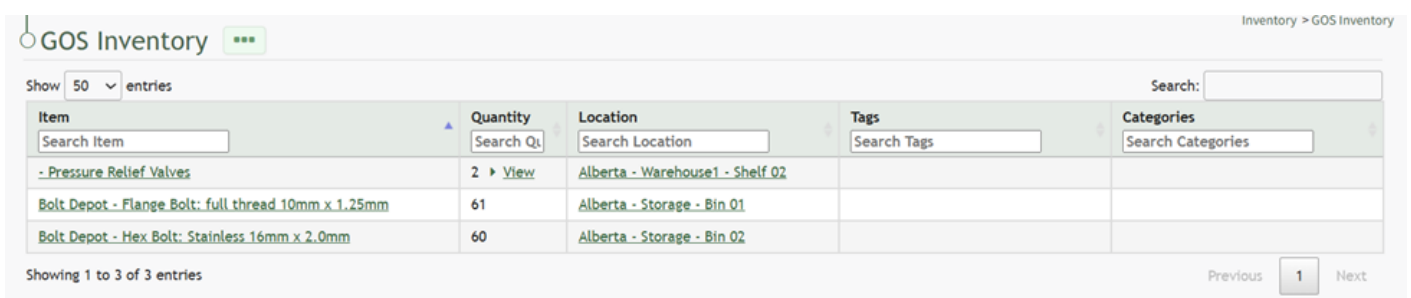 Inventory > GOS Inventory
GOS Inventory
Show 50 entries
Search:
Item Quantity Location Tags Categories
Search Item Search Qu Search Location Search Tags Search Categories
- Pressure Relief Valves 2 View Alberta - Warehouse1 - Shelf 02
Bolt Depot - Flange Bolt: full thread 10mm x 1.25mm 61 Alberta - Storage - Bin 01
Bolt Depot - Hex Bolt: Stainless 16mm x 2.0mm 60 Alberta - Storage - Bin 02
Showing 1 to 3 of 3 entries
Previous 1 Next